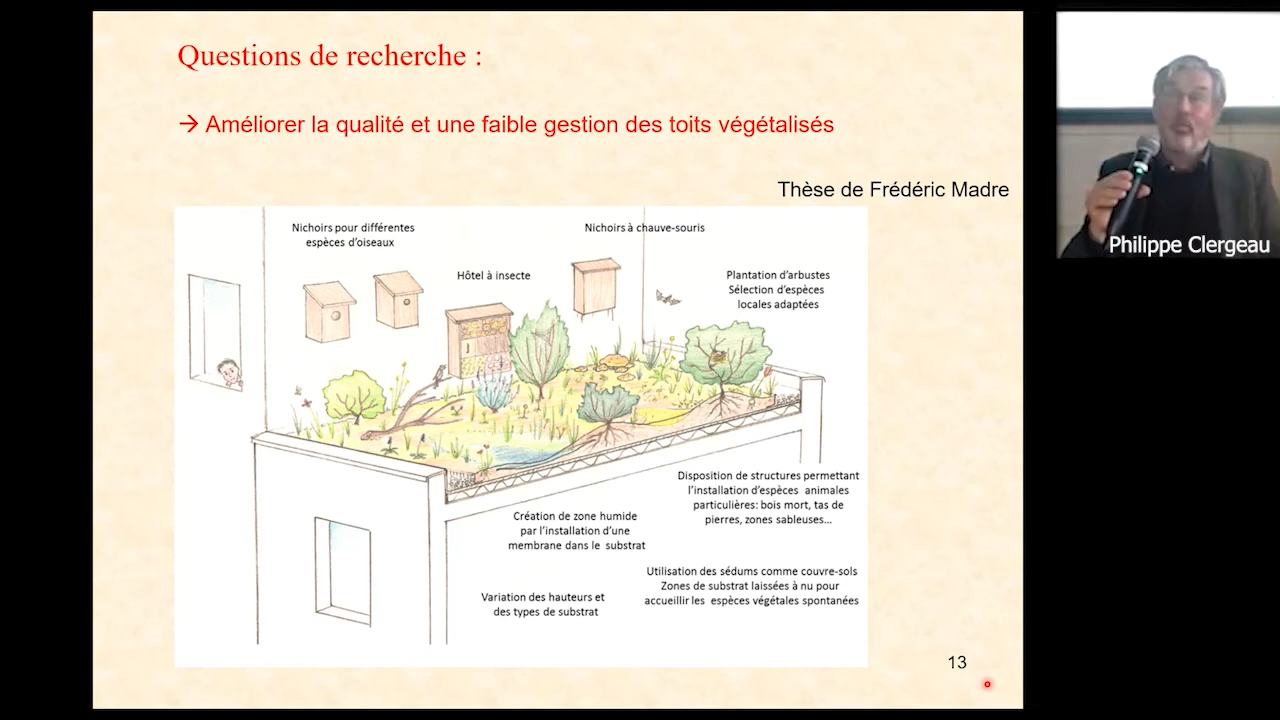 Questions de recherche :
→ Améliorer la qualité et une faible gestion des toits végétalisés
Thèse de Frédéric Madre
Nichoirs pour différentes
espèces d'oiseaux
Nichoirs à chauve-souris
Hôtel à insecte
Plantation d'arbustes
Sélection d'espèces
locales adaptées
Disposition de structures permettant
l'installation d'espèces animales
particulières: bois mort, tas de
pierres, zones sableuses...
Création de zone humide
par l'installation d'une
membrane dans le substrat
Utilisation des sédums comme couvre-sols
Zones de substrat laissées à nu pour
accueillir les espèces végétales spontanées
Variation des hauteurs et
des types de substrat
13
Philippe Clergeau